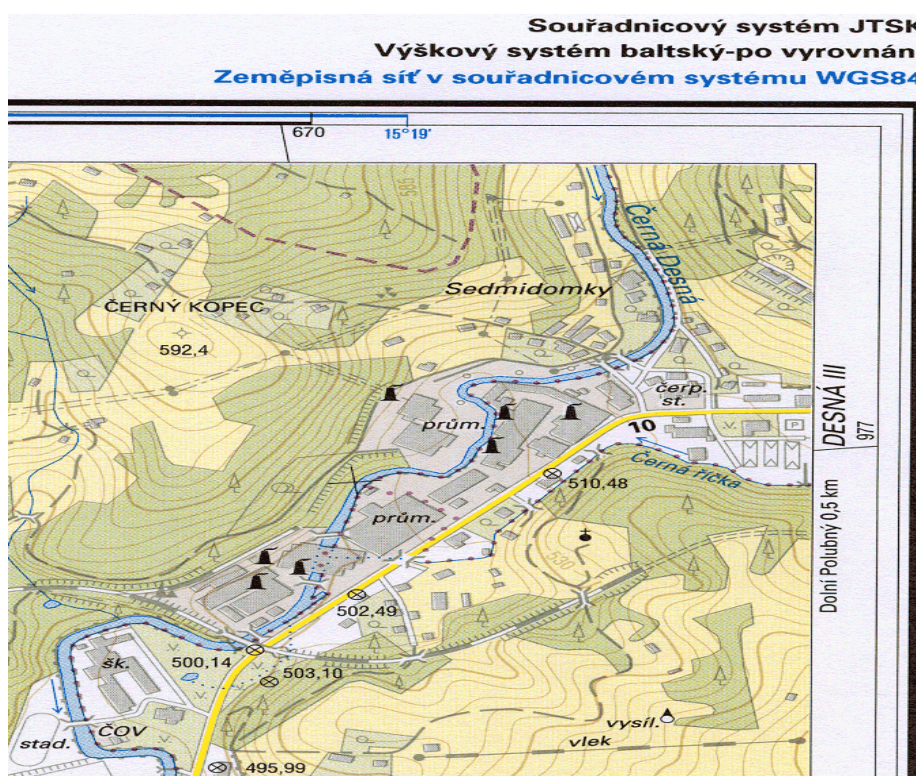 Souřadnicový systém JTSK
Výškový systém baltský-po vyrovnán
Zeměpisná síť v souřadnicovém systému WGS84
670
15°19'
586
Černá Desná
Sedmidomky
ČERNÝ KOPEC
592,4
čerp.
st.
prům.
10
DESNÁ III
977
Černá říčka
510,48
prům.
Dolní Polubný 0,5 km
530
502,49
500,14
503,10
šk.
ČOV
stad.
vysíl.
vlek
495,99
P